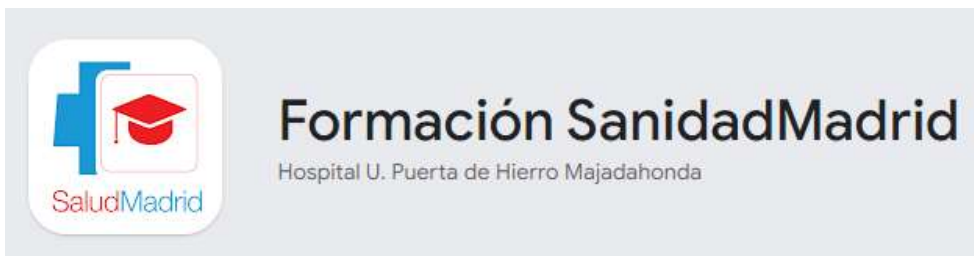 SaludMadrid
Formación SanidadMadrid
Hospital U. Puerta de Hierro Majadahonda